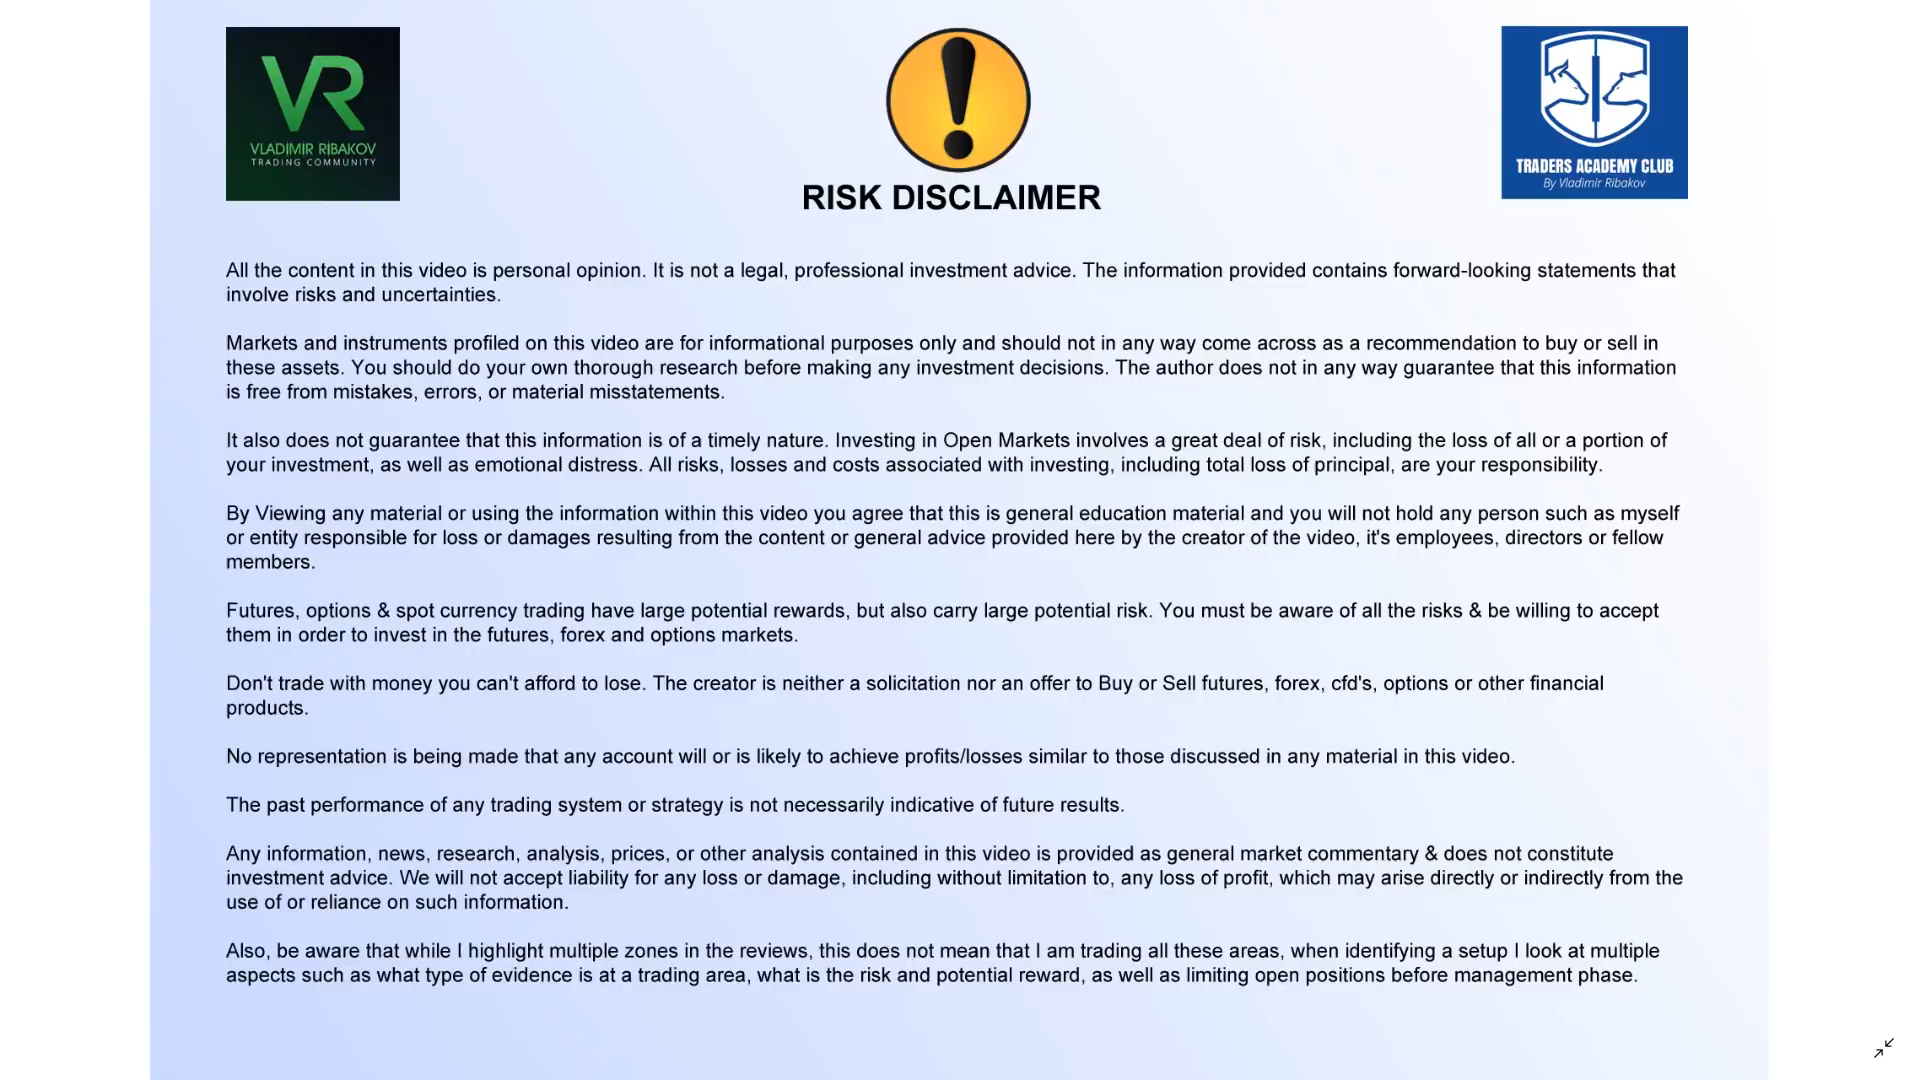 VR
VLADIMIR RIBAKOV
TRADING COMMUNITY
TRADERS ACADEMY CLUB
By Vladimir Ribakov
RISK DISCLAIMER
All the content in this video is personal opinion. It is not a legal, professional investment advice. The information provided contains forward-looking statements that
involve risks and uncertainties.
Markets and instruments profiled on this video are for informational purposes only and should not in any way come across as a recommendation to buy or sell in
these assets. You should do your own thorough research before making any investment decisions. The author does not in any way guarantee that this information
is free from mistakes, errors, or material misstatements.
It also does not guarantee that this information is of a timely nature. Investing in Open Markets involves a great deal of risk, including the loss of all or a portion of
your investment, as well as emotional distress. All risks, losses and costs associated with investing, including total loss of principal, are your responsibility.
By Viewing any material or using the information within this video you agree that this is general education material and you will not hold any person such as myself
or entity responsible for loss or damages resulting from the content or general advice provided here by the creator of the video, it's employees, directors or fellow
members.
Futures, options & spot currency trading have large potential rewards, but also carry large potential risk. You must be aware of all the risks & be willing to accept
them in order to invest in the futures, forex and options markets.
Don't trade with money you can't afford to lose. The creator is neither a solicitation nor an offer to Buy or Sell futures, forex, cfd's, options or other financial
products.
No representation is being made that any account will or is likely to achieve profits/losses similar to those discussed in any material in this video.
The past performance of any trading system or strategy is not necessarily indicative of future results.
Any information, news, research, analysis, prices, or other analysis contained in this video is provided as general market commentary & does not constitute
investment advice. We will not accept liability for any loss or damage, including without limitation to, any loss of profit, which may arise directly or indirectly from the
use of or reliance on such information.
Also, be aware that while I highlight multiple zones in the reviews, this does not mean that I am trading all these areas, when identifying a setup I look at multiple
aspects such as what type of evidence is at a trading area, what is the risk and potential reward, as well as limiting open positions before management phase.